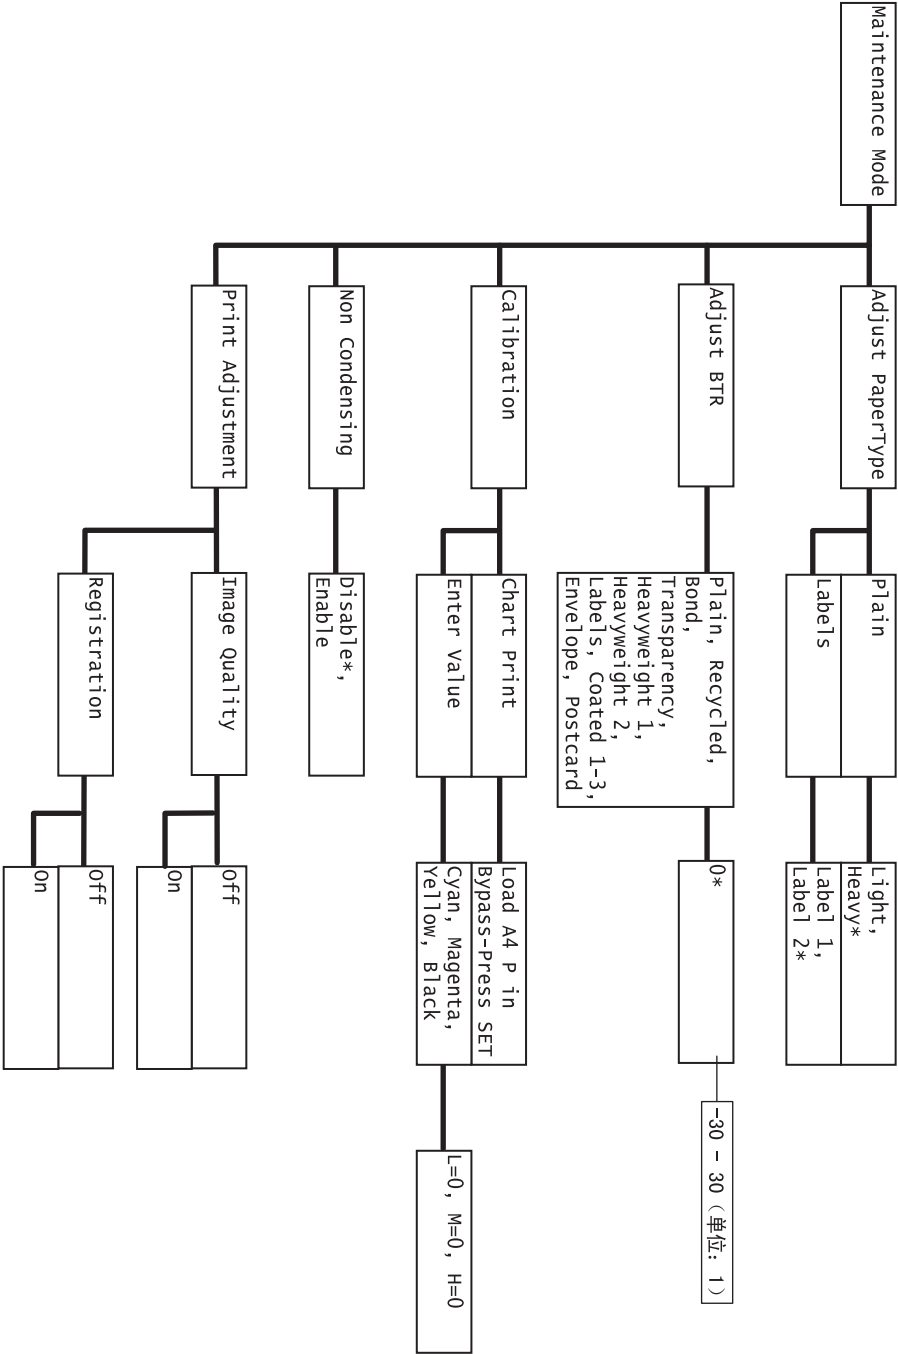 Maintenance Mode
Adjust PaperType
Plain
Light,
Heavy*
Labels
Label 1,
Label 2*
Adjust BTR
Plain, Recycled,
Bond,
Transparency,
Heavyweight 1,
Heavyweight 2,
Labels, Coated 1-3,
Envelope, Postcard
0*
-30 - 30（单位: 1）
Calibration
Chart Print
Load A4 P in
Bypass-Press SET
Enter Value
Cyan, Magenta,
Yellow, Black
L=0, M=0, H=0
Non Condensing
Disable*,
Enable
Print Adjustment
Image Quality
Off
On
Registration
Off
On